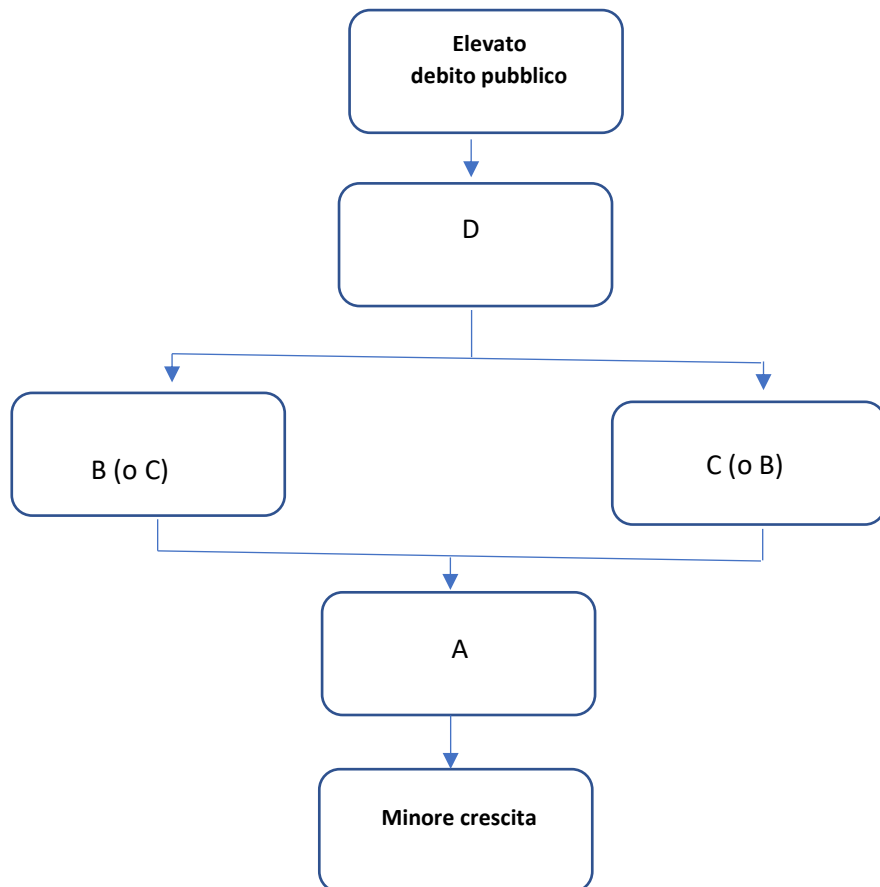 Elevato
debito pubblico
D
B (o C)
C (o B)
A
Minore crescita